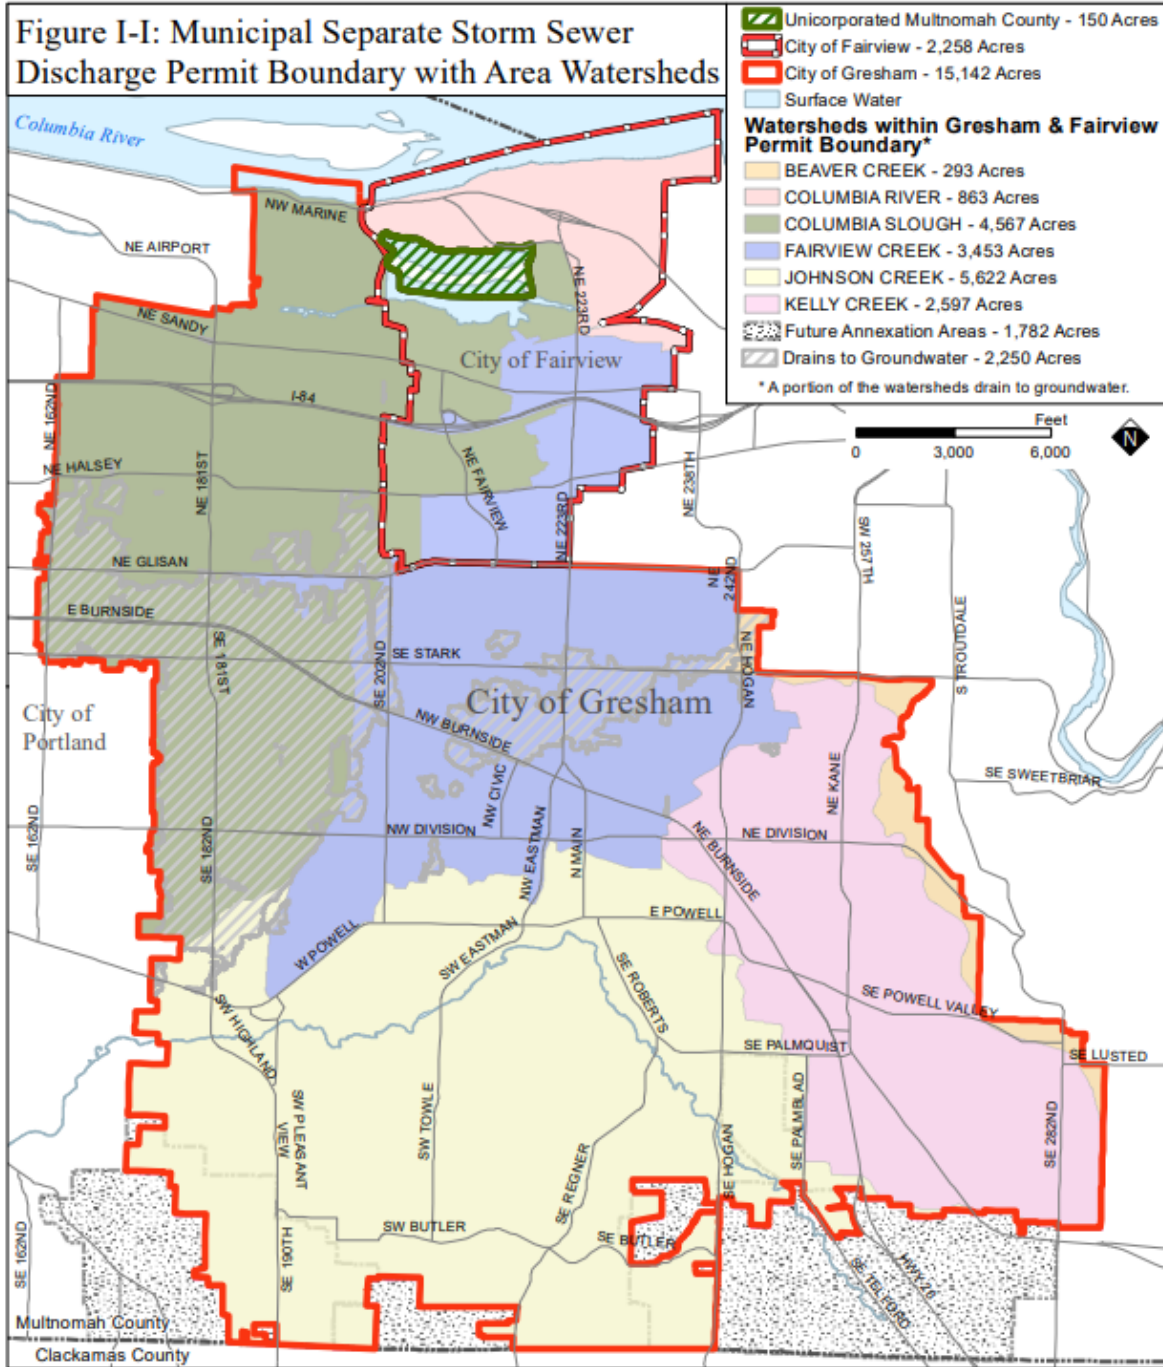 Figure I-I: Municipal Separate Storm Sewer
Discharge Permit Boundary with Area Watersheds
Unicorporated Multnomah County - 150 Acres
City of Fairview - 2,258 Acres
City of Gresham - 15,142 Acres
Surface Water
Watersheds within Gresham & Fairview
Permit Boundary*
BEAVER CREEK - 293 Acres
COLUMBIA RIVER - 863 Acres
COLUMBIA SLOUGH - 4,567 Acres
FAIRVIEW CREEK - 3,453 Acres
JOHNSON CREEK - 5,622 Acres
KELLY CREEK - 2,597 Acres
Future Annexation Areas - 1,782 Acres
Drains to Groundwater - 2,250 Acres
* A portion of the watersheds drain to groundwater.
Feet
0 3,000 6,000
N
Columbia River
NW MARINE
NE AIRPORT
NE SANDY
NE 223RD
City of Fairview
I-84
NE 162ND
NE HALSEY
NE 181ST
NE FAIRVIEW
NE 238TH
NE 223RD
SW 257TH
NE GLISAN
NE 242ND
E BURNSIDE
SE 181ST
SE 202ND
SE STARK
NE HOGAN
S TROUTDALE
City of Gresham
City of
Portland
NW BURNSIDE
NW CIVIC
NE KANE
SE SWEETBRIAR
SE 162ND
SE 182ND
NW DIVISION
NW EASTMAN
N MAIN
NE BURNSIDE
NE DIVISION
W POWELL
SW EASTMAN
E POWELL
SE ROBERTS
SE POWELL VALLEY
SW HIGHLAND
SE PALMQUIST
SE LUSTED
SW PLEASANT
VIEW
SW TOWLE
SE REGNER
SE HOGAN
SE PALMBLAD
SE 282ND
SE 162ND
SE 190TH
SW BUTLER
SE BUTLER
SE TELFORD
HWY 26
Multnomah County
Clackamas County